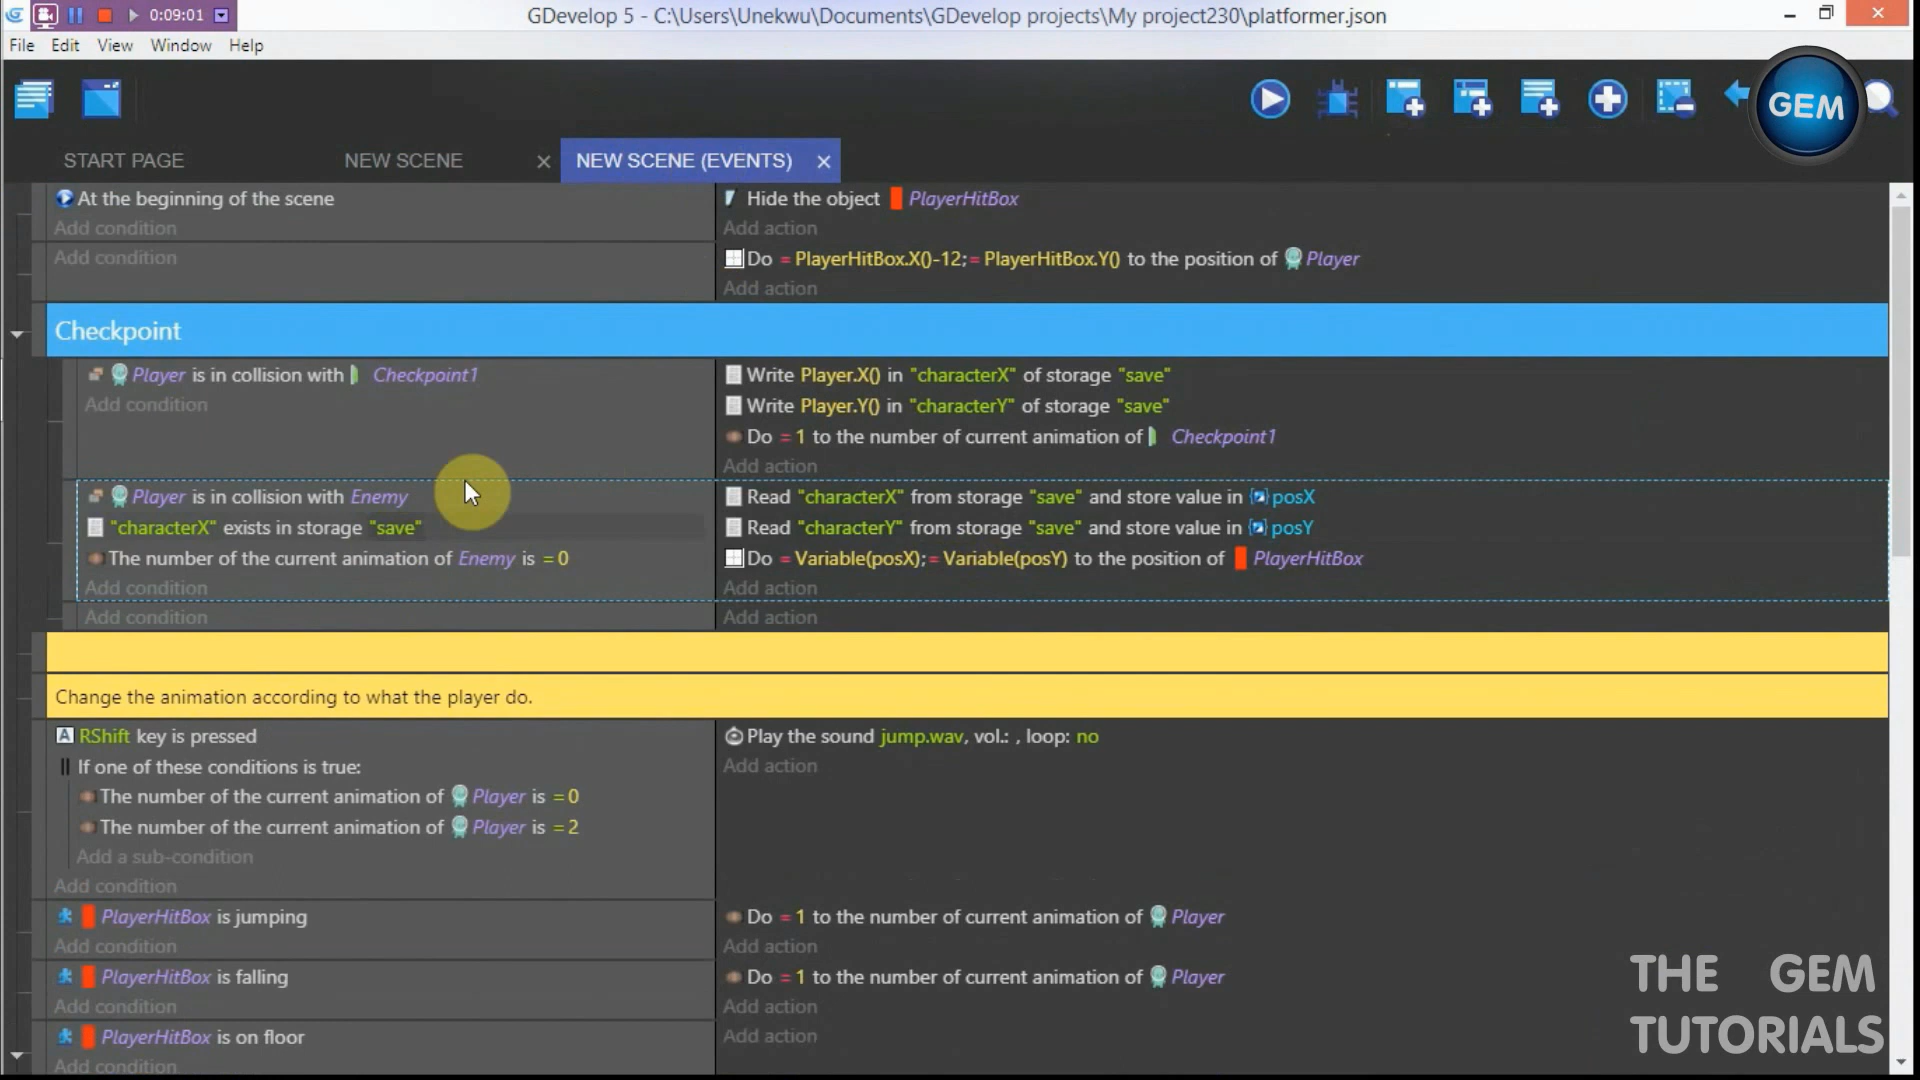 0:09:01
GDevelop 5 - C:\Users\Unekwu\Documents\GDevelop projects\My project230\platformer.json
File Edit View Window Help
GEM
START PAGE NEW SCENE NEW SCENE (EVENTS)
At the beginning of the scene Hide the object PlayerHitBox
Add condition Add action
Add condition Do = PlayerHitBox.X()-12;= PlayerHitBox.Y() to the position of Player
Add action
Checkpoint
Player is in collision with Checkpoint1 Write Player.X() in "characterX" of storage "save"
Add condition Write Player.Y() in "characterY" of storage "save"
Do = 1 to the number of current animation of Checkpoint1
Add action
Player is in collision with Enemy Read "characterX" from storage "save" and store value in posX
"characterX" exists in storage "save" Read "characterY" from storage "save" and store value in posY
The number of the current animation of Enemy is = 0 Do = Variable(posX);= Variable(posY) to the position of PlayerHitBox
Add condition Add action
Add condition Add action
Change the animation according to what the player do.
A RShift key is pressed Play the sound jump.wav, vol.: , loop: no
If one of these conditions is true: Add action
The number of the current animation of Player is = 0
The number of the current animation of Player is = 2
Add a sub-condition
Add condition
PlayerHitBox is jumping Do = 1 to the number of current animation of Player
Add condition Add action
PlayerHitBox is falling Do = 1 to the number of current animation of Player
Add condition Add action
PlayerHitBox is on floor Add action
Add condition
THE GEM
TUTORIALS